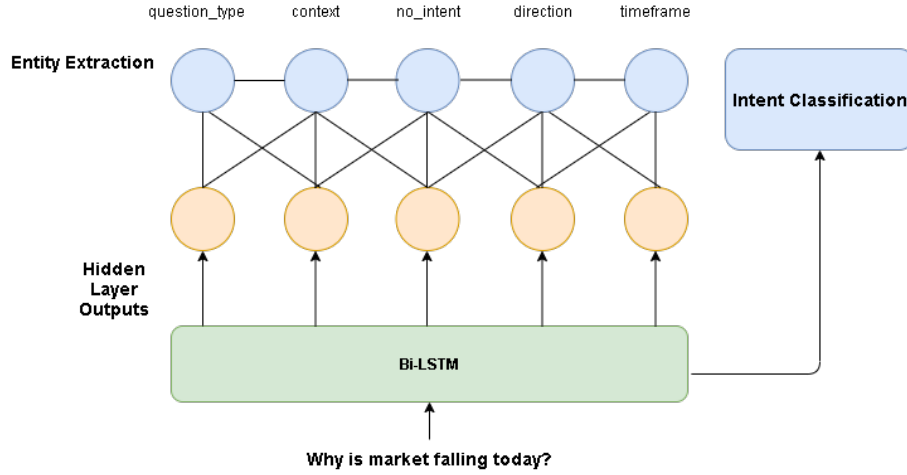 question_type context no_intent direction timeframe
Entity Extraction
Intent Classification
Hidden
Layer
Outputs
Bi-LSTM
Why is market falling today?